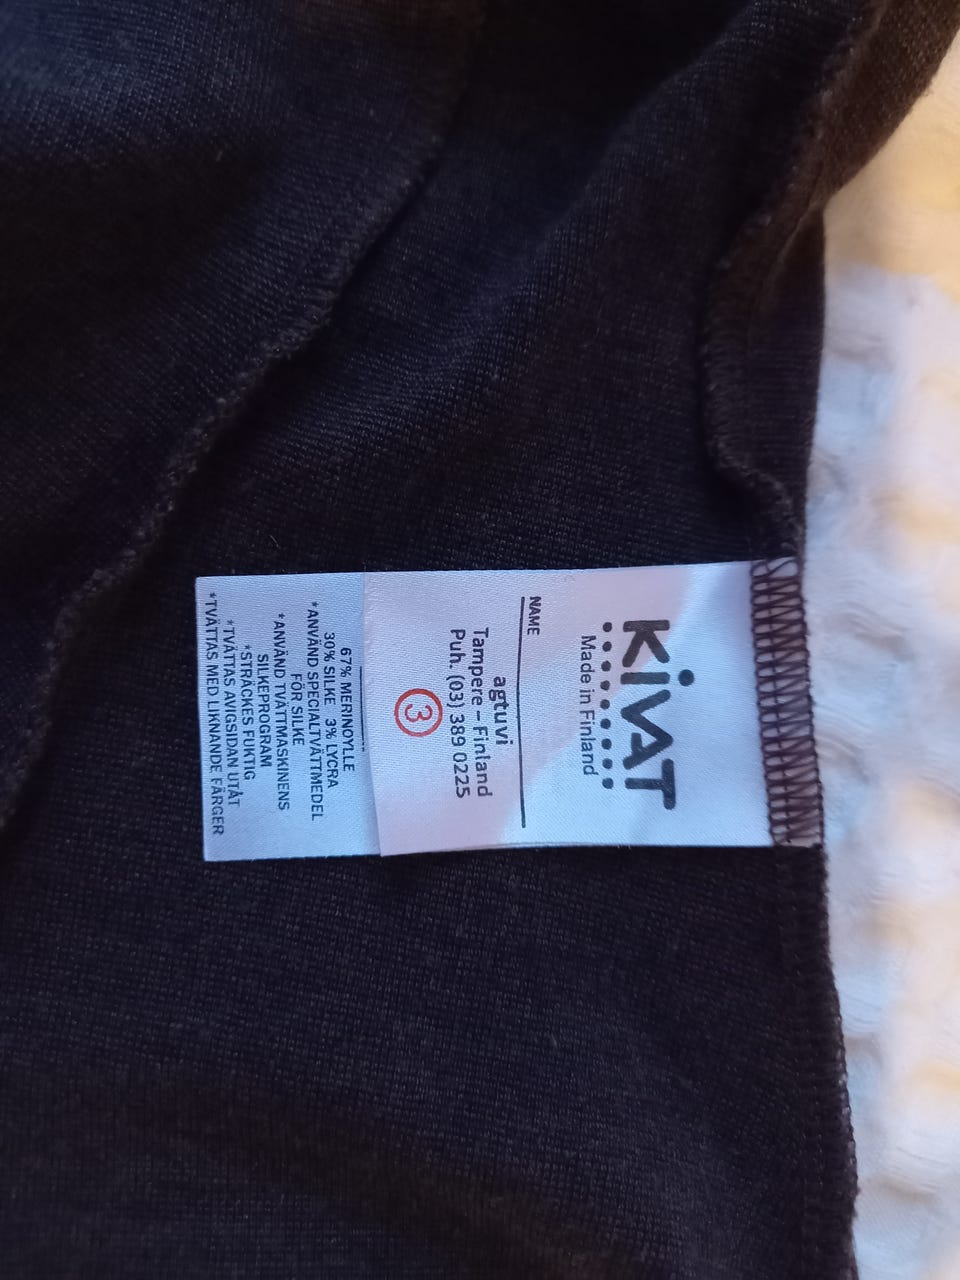 KiVAT
Made in Finland
NAME
agtuvi
Tampere – Finland
Puh. (03) 389 0225
3
67% MERINOYLLE
30% SILKE 3% LYCRA
*ANVÄND SPECIALTVÄTTMEDEL
FÖR SILKE
*ANVÄND TVÄTTMASKINENS
SILKEPROGRAM
*STRÄCKES FUKTIG
*TVÄTTAS AVIGSIDAN UTÅT
*TVÄTTAS MED LIKNANDE FÄRGER